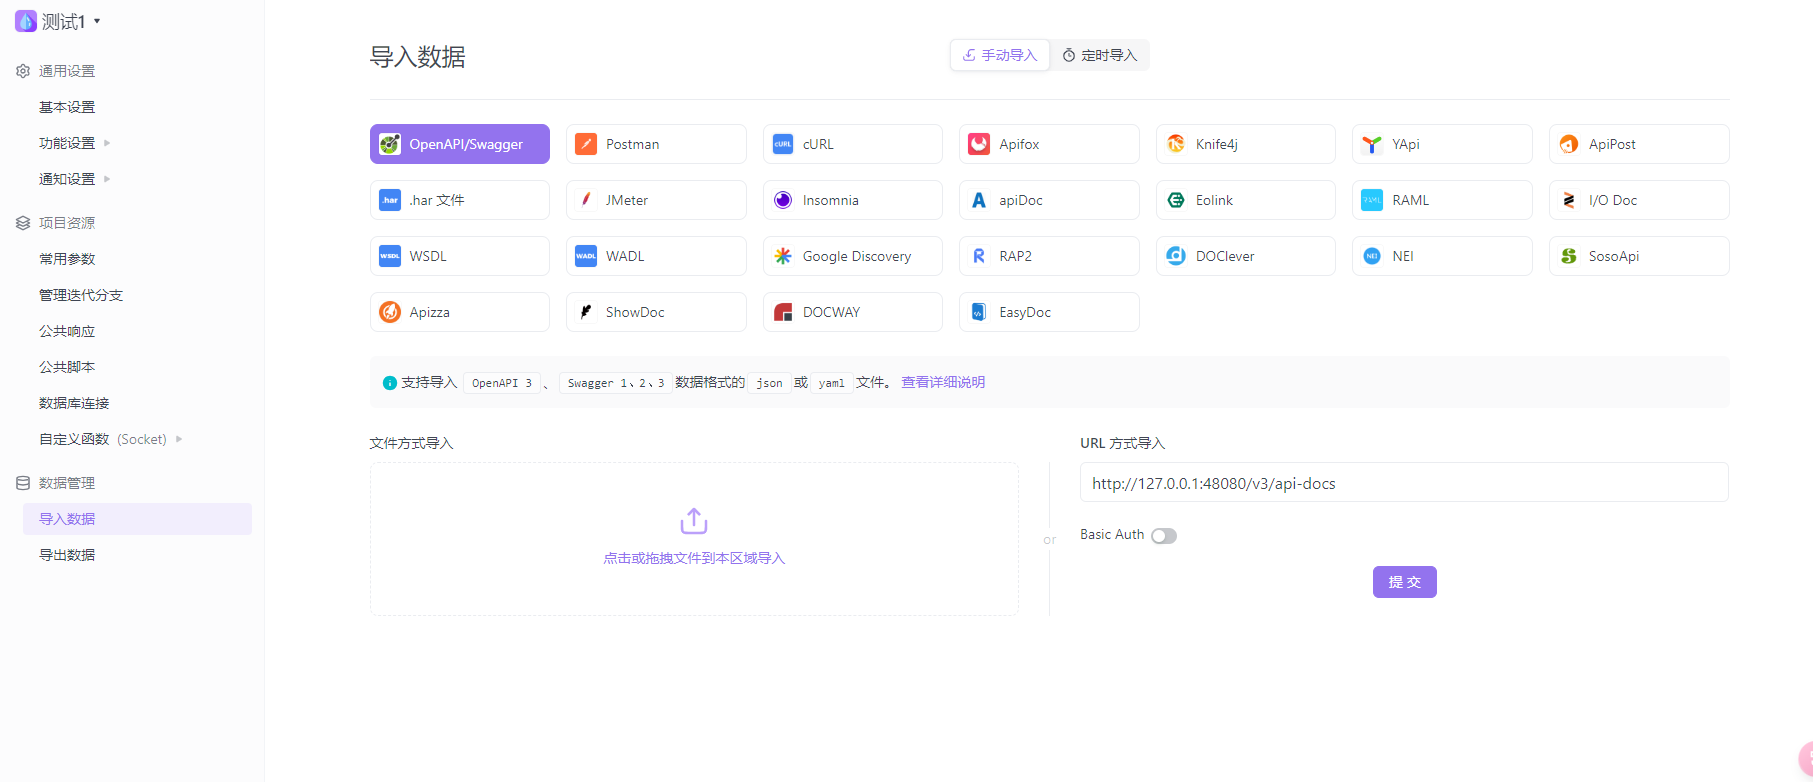 测试1
通用设置
基本设置
功能设置
通知设置
项目资源
常用参数
管理迭代分支
公共响应
公共脚本
数据库连接
自定义函数 (Socket)
数据管理
导入数据
导出数据
导入数据
手动导入 定时导入
OpenAPI/Swagger Postman cURL cURL Apifox Knife4j YApi ApiPost
.har .har 文件 JMeter Insomnia apiDoc Eolink RAML RAML I/O Doc
WSDL WSDL WADL WADL Google Discovery RAP2 DOClever NEI NEI SosoApi
Apizza ShowDoc DOCWAY EasyDoc
支持导入 OpenAPI 3 、 Swagger 1、2、3 数据格式的 json 或 yaml 文件。 查看详细说明
文件方式导入
点击或拖拽文件到本区域导入
or
URL 方式导入
http://127.0.0.1:48080/v3/api-docs
Basic Auth
提 交